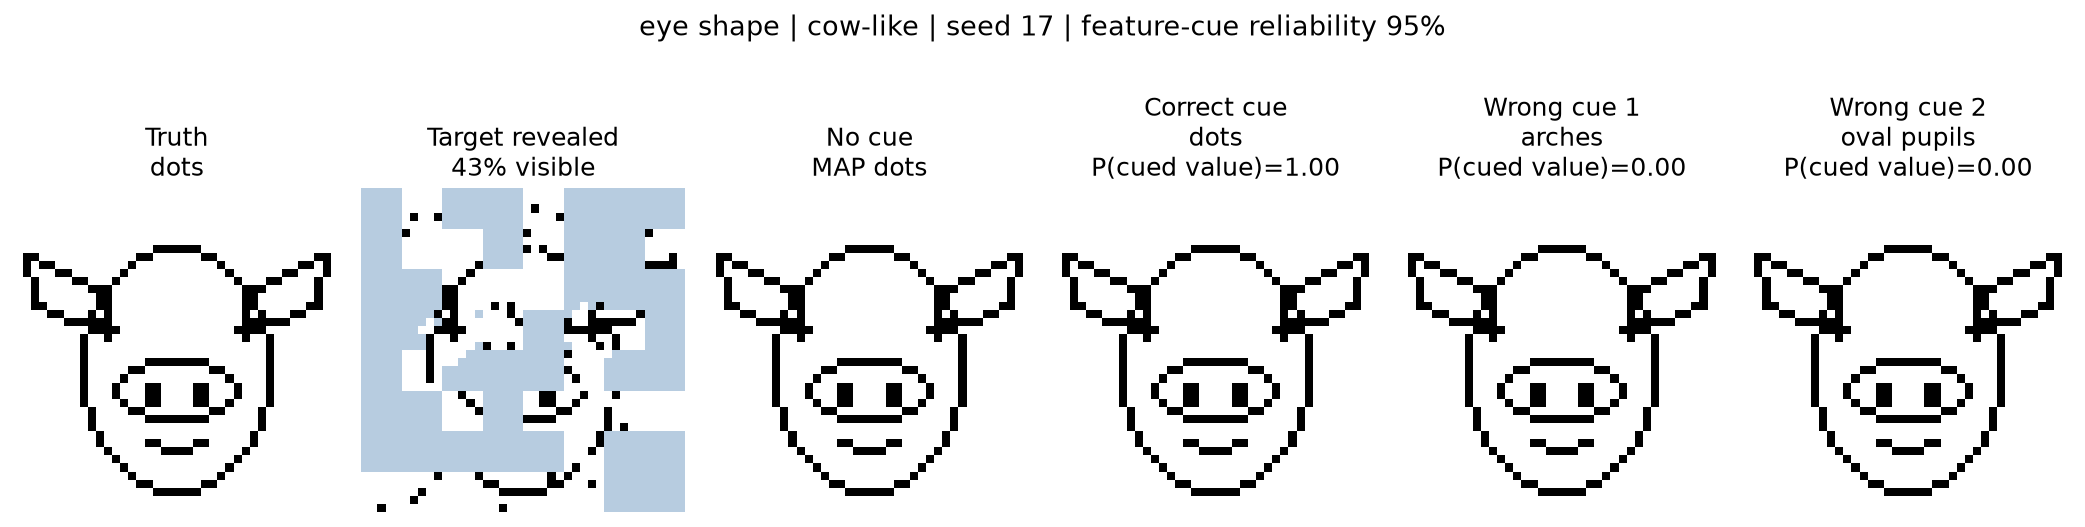 eye shape | cow-like | seed 17 | feature-cue reliability 95%
Truth
dots
Target revealed
43% visible
No cue
MAP dots
Correct cue
dots
P(cued value)=1.00
Wrong cue 1
arches
P(cued value)=0.00
Wrong cue 2
oval pupils
P(cued value)=0.00